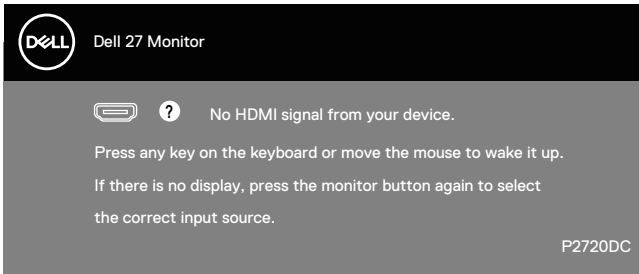 DELL
Dell 27 Monitor
? No HDMI signal from your device.
Press any key on the keyboard or move the mouse to wake it up.
If there is no display, press the monitor button again to select
the correct input source.
P2720DC